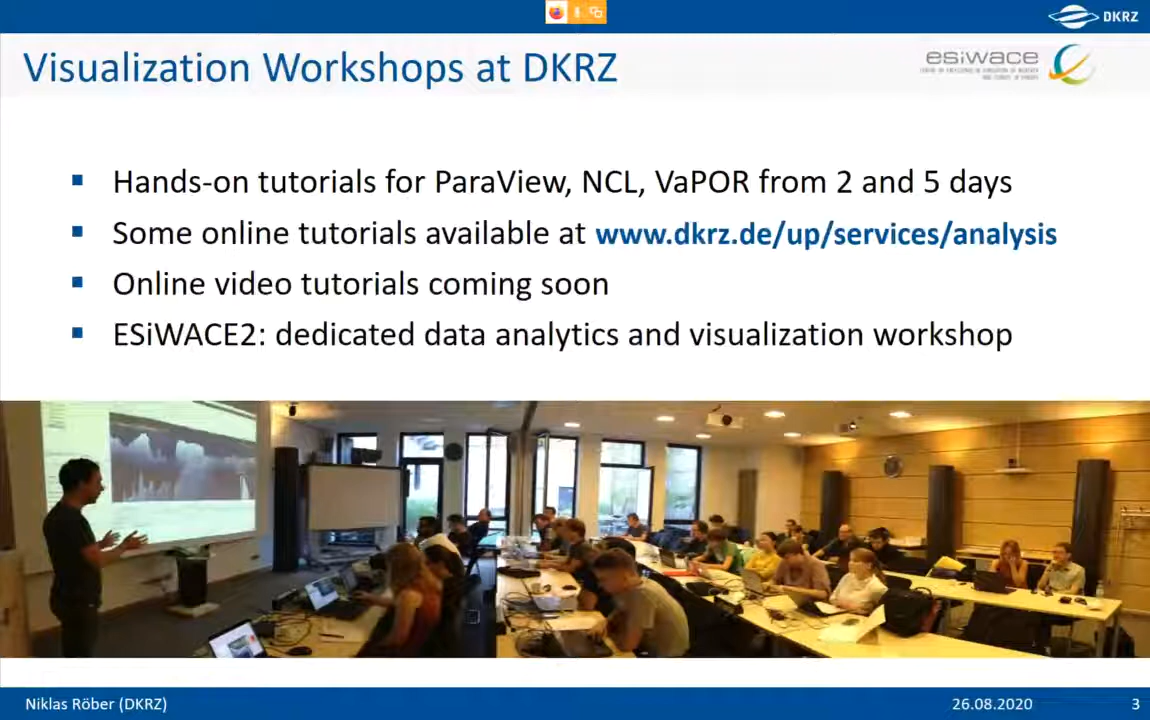 DKRZ
Visualization Workshops at DKRZ
esiwace
Hands-on tutorials for ParaView, NCL, VaPOR from 2 and 5 days
Some online tutorials available at www.dkrz.de/up/services/analysis
Online video tutorials coming soon
ESiWACE2: dedicated data analytics and visualization workshop
Niklas Röber (DKRZ)
26.08.2020
3